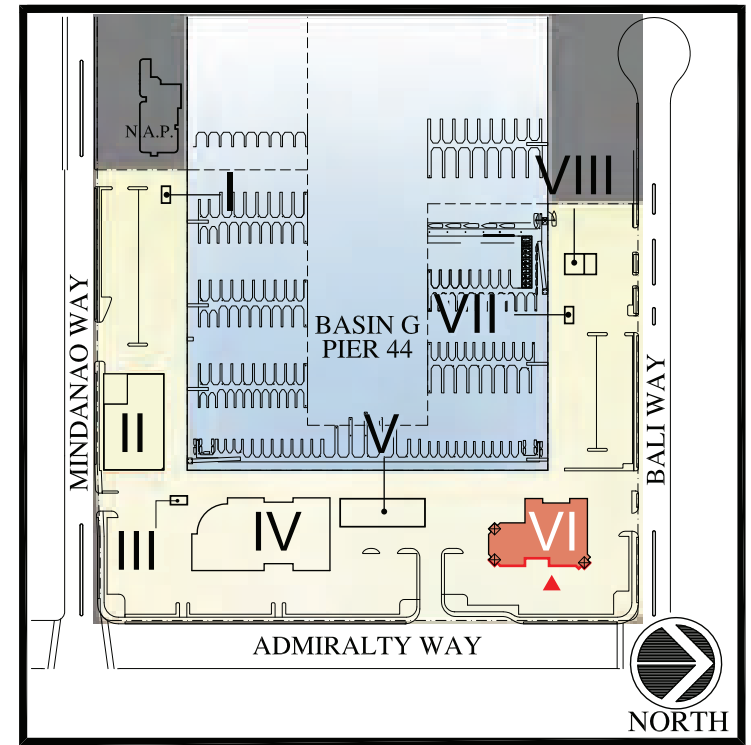 N.A.P.
VIII
I
BASIN G
PIER 44
VII
MINDANAO WAY
BALI WAY
II
V
III
IV
VI
ADMIRALTY WAY
NORTH